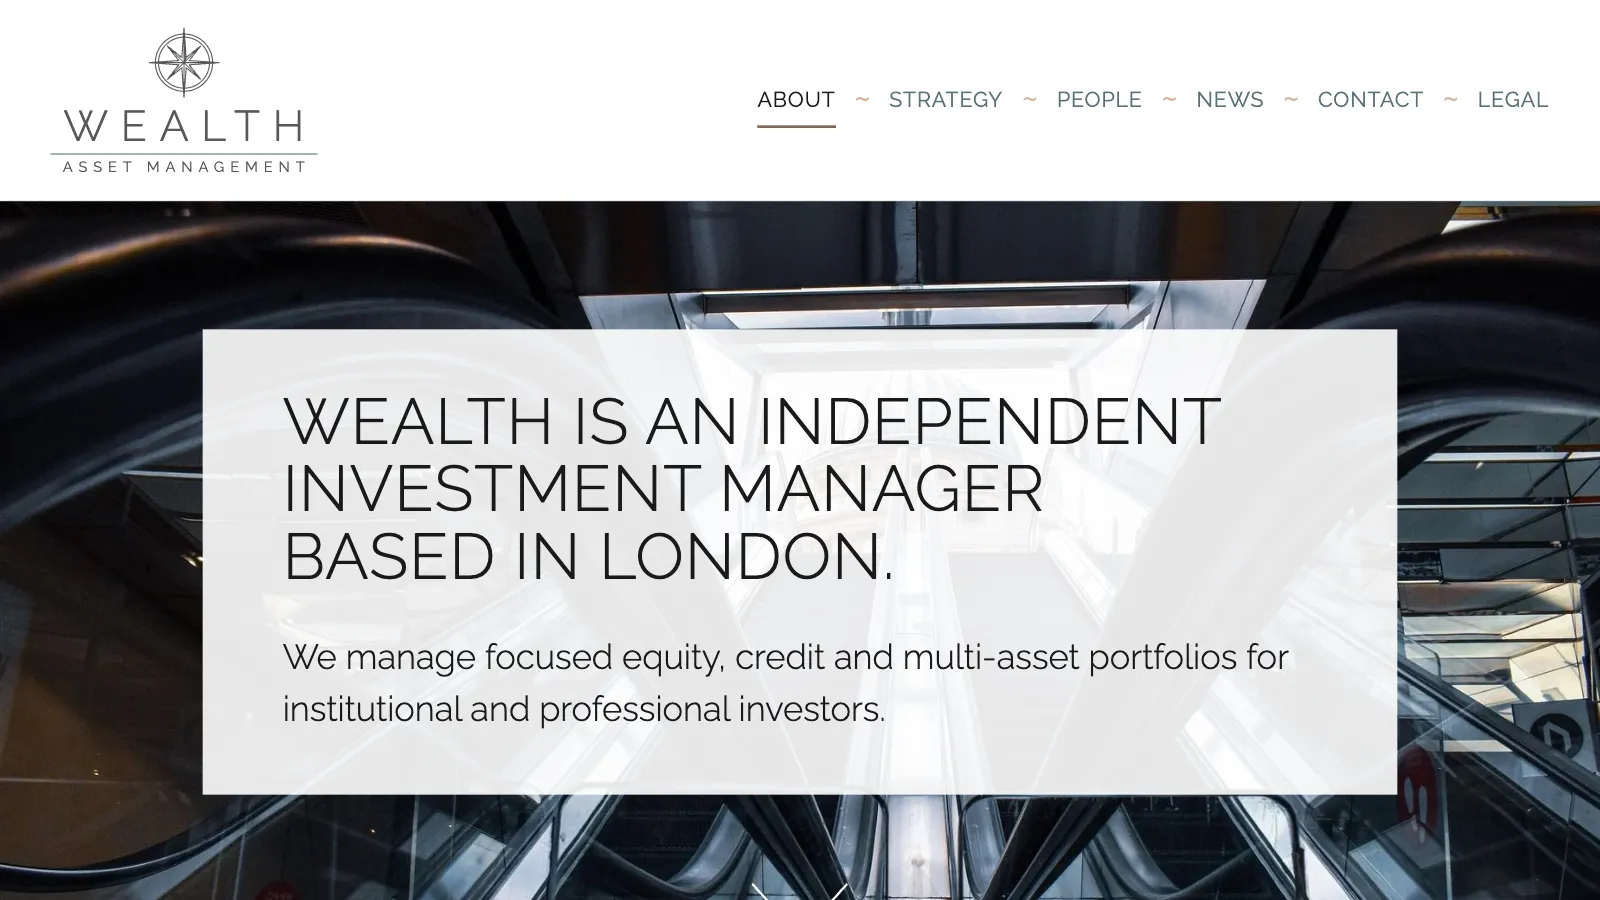 WEALTH
ASSET MANAGEMENT
ABOUT ~ STRATEGY ~ PEOPLE ~ NEWS ~ CONTACT ~ LEGAL
WEALTH IS AN INDEPENDENT
INVESTMENT MANAGER
BASED IN LONDON.
We manage focused equity, credit and multi-asset portfolios for
institutional and professional investors.